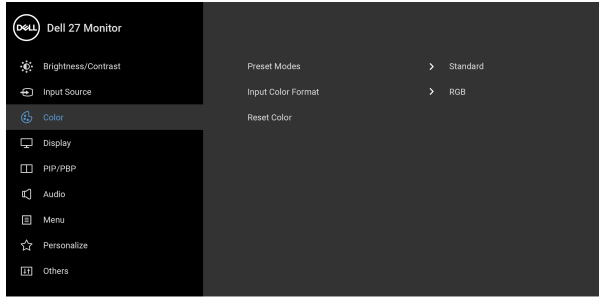 DELL Dell 27 Monitor
Brightness/Contrast
Input Source
Color
Display
PIP/PBP
Audio
Menu
Personalize
Others
Preset Modes > Standard
Input Color Format > RGB
Reset Color